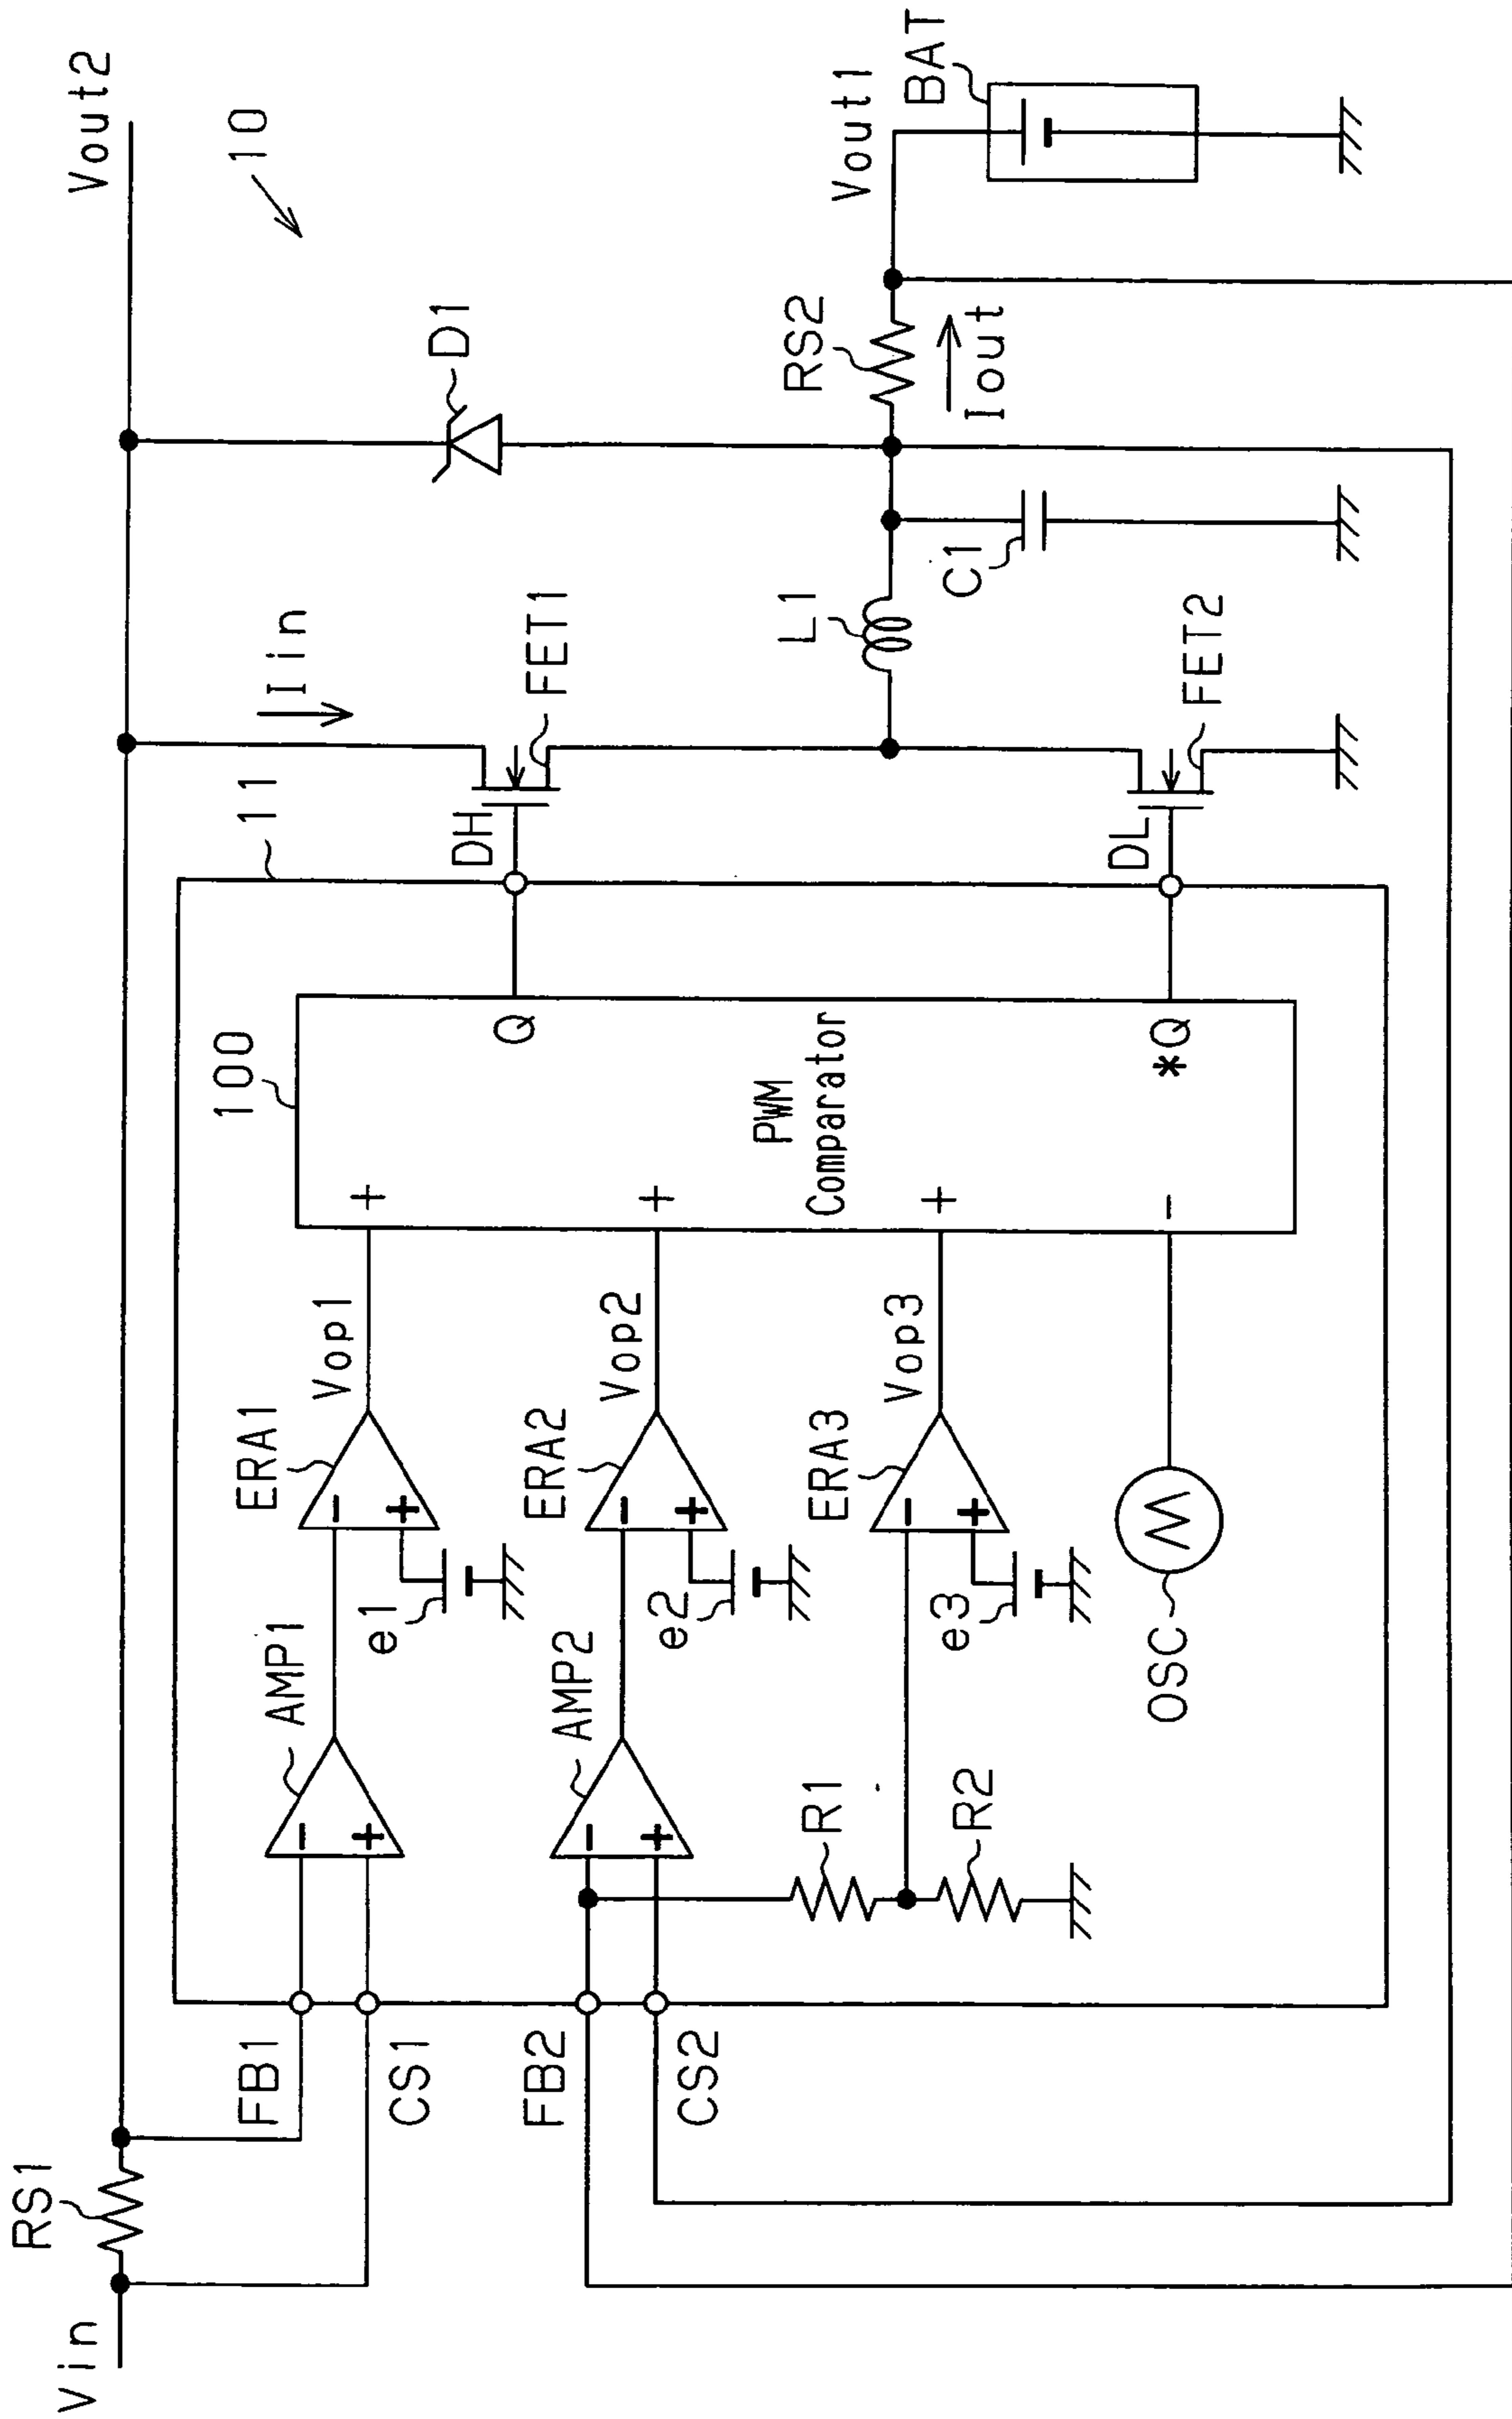 Vin
RS1
Vout2
10
FB1
CS1
FB2
CS2
11
AMP1
ERA1
Vop1
e1
AMP2
ERA2
Vop2
e2
R1
R2
ERA3
Vop3
e3
OSC
100
+
+
+
-
PWM
Comparator
Q
*Q
DH
DL
FET1
FET2
Iin
L1
C1
D1
RS2
Iout
Vout1
BAT